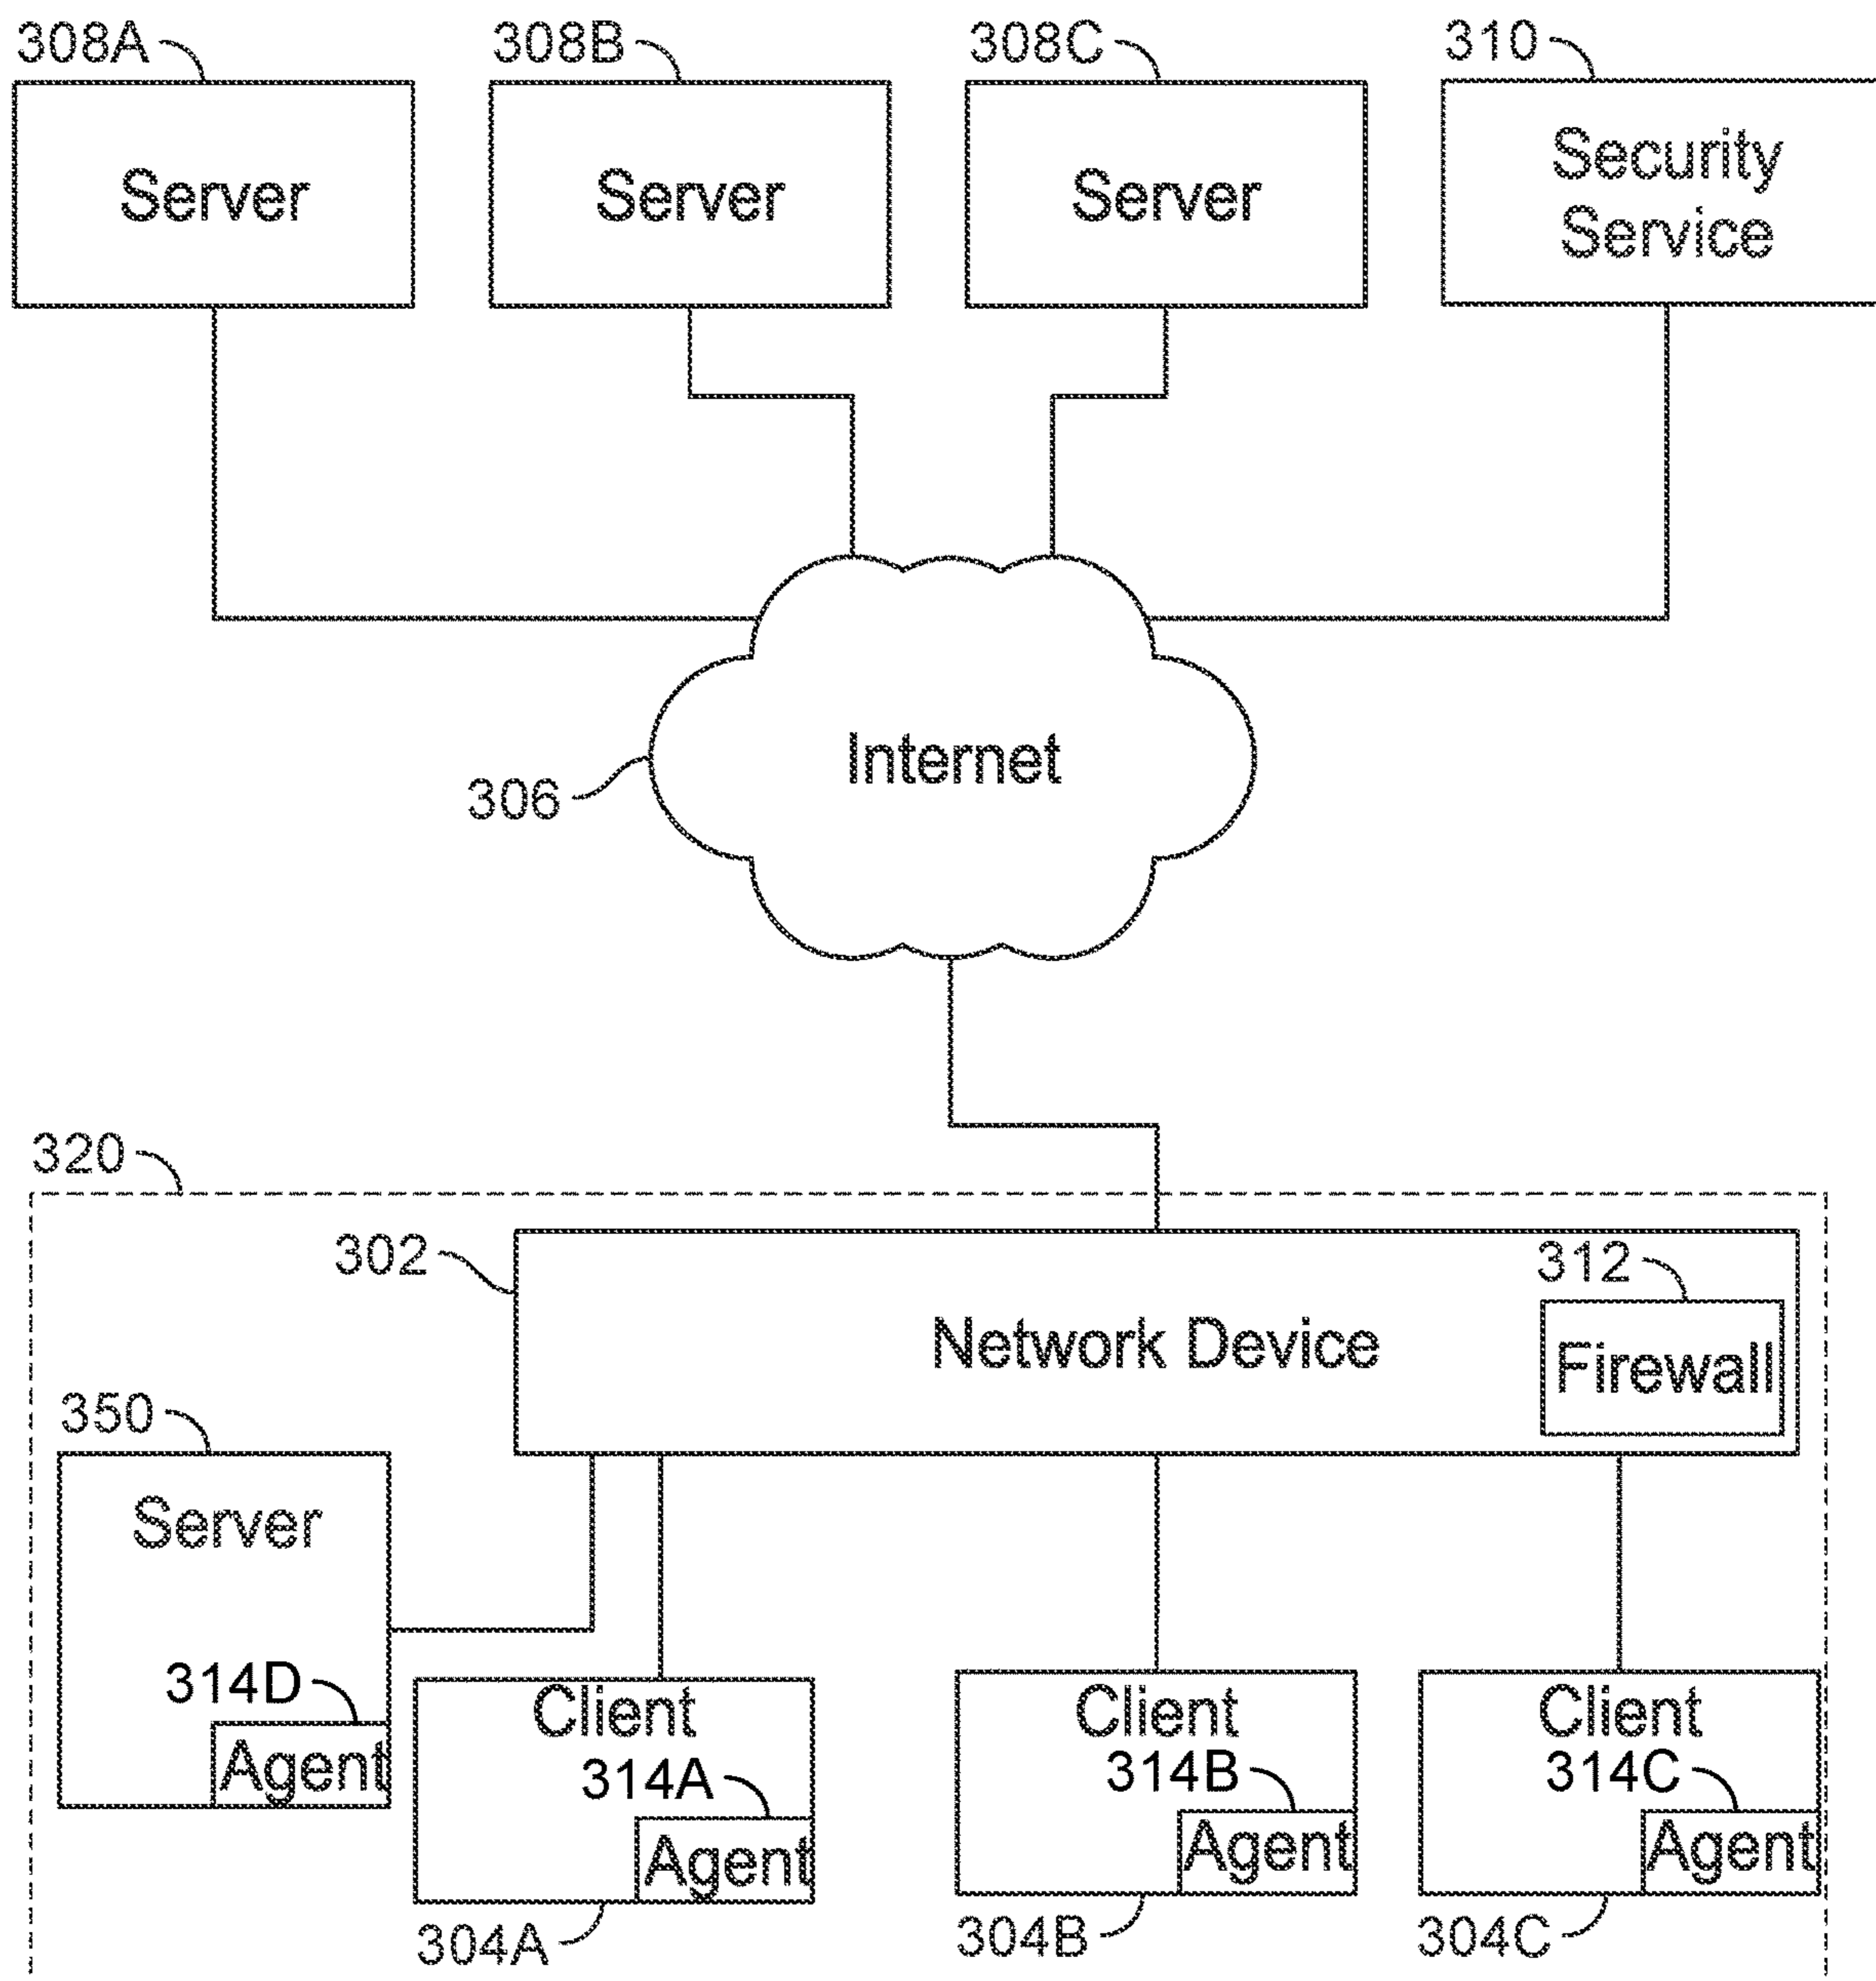 308A
308B
308C
310
Server
Server
Server
Security
Service
Internet
306
320
302
312
Network Device
Firewall
350
Server
314D
Agent
Client
314A
Agent
304A
Client
314B
Agent
304B
Client
314C
Agent
304C